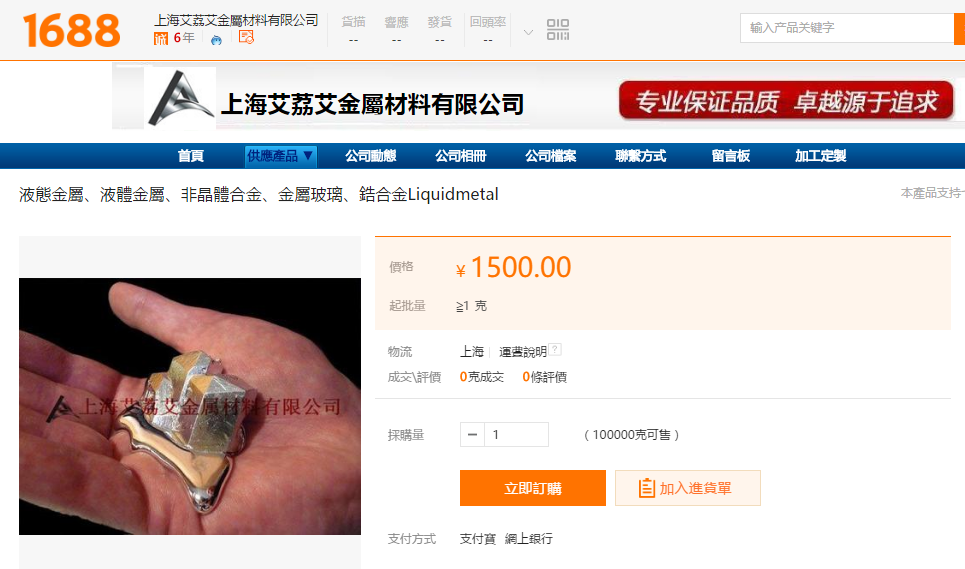 1688
上海艾荔艾金屬材料有限公司
誠 6年
貨描 響應 發貨 回頭率
-- -- -- --
输入产品关键字
上海艾荔艾金屬材料有限公司
专业保证品质 卓越源于追求
首頁 供應產品▼ 公司動態 公司相冊 公司檔案 聯繫方式 留言板 加工定製
液態金屬、液體金屬、非晶體合金、金屬玻璃、鋯合金Liquidmetal
本產品支持
價格 ¥ 1500.00
起批量 ≧1 克
物流 上海 運費說明 ?
成交\評價 0克成交 0條評價
上海艾荔艾金属材料有限公司
採購量 − 1 ( 100000克可售 )
立即訂購 加入進貨單
支付方式 支付寶 網上銀行